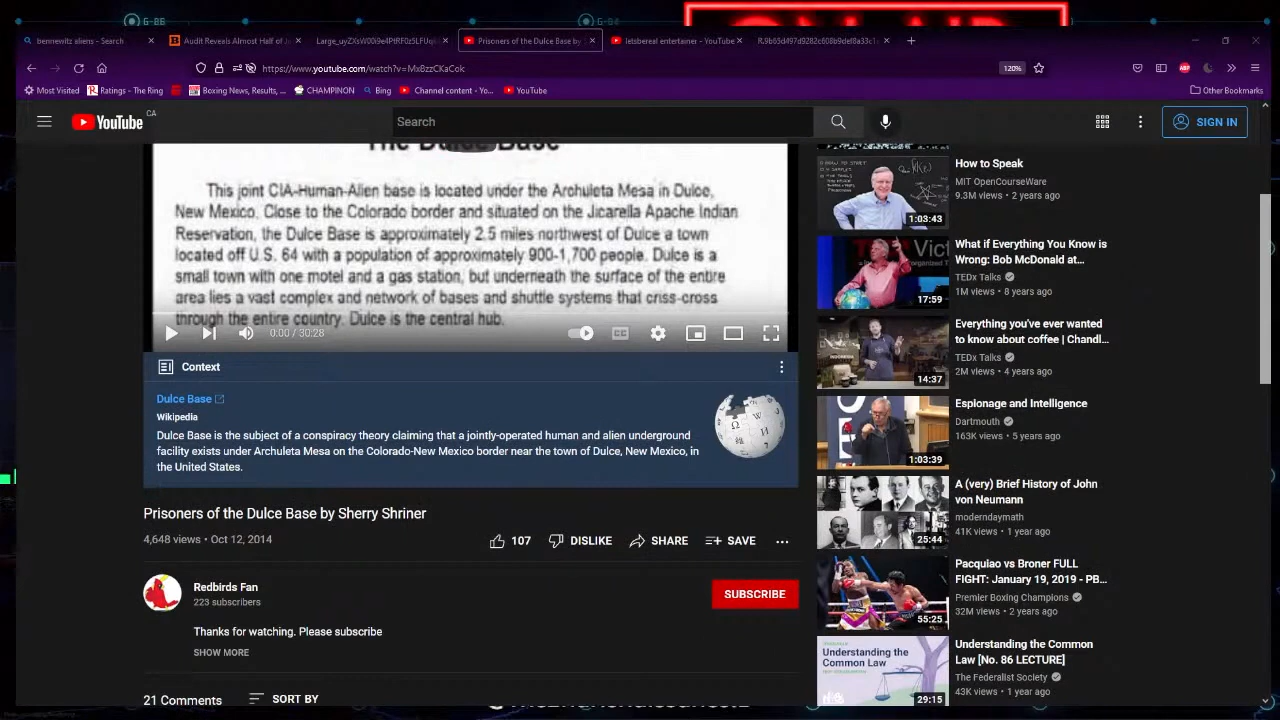 G-BE
G-BE
bennewitz aliens - Search
Audit Reveals Almost Half of Ji
Large_uyZXsW00i9e4PtRF0z5LFUqi
Prisoners of the Dulce Base by S
letsbereal entertainer - YouTube
https://www.youtube.com/watch?v=MxBzzCKaCok
120%
Most Visited
Ratings - The Ring
Boxing News, Results, ...
CHAMPINON
Bing
Channel content - Yo...
YouTube
Other Bookmarks
YouTube CA
Search
SIGN IN
The Dulce Base
This joint CIA-Human-Alien base is located under the Archuleta Mesa in Dulce,
New Mexico. Close to the Colorado border and situated on the Jicarella Apache Indian
Reservation, the Dulce Base is approximately 2.5 miles northwest of Dulce a town
located off U.S. 64 with a population of approximately 900-1,700 people. Dulce is a
small town with one motel and a gas station, but underneath the surface of the entire
area lies a vast complex and network of bases and shuttle systems that criss-cross
through the entire country. Dulce is the central hub.
0:00 / 30:28
Context
Dulce Base
Wikipedia
Dulce Base is the subject of a conspiracy theory claiming that a jointly-operated human and alien underground
facility exists under Archuleta Mesa on the Colorado-New Mexico border near the town of Dulce, New Mexico, in
the United States.
Prisoners of the Dulce Base by Sherry Shriner
4,648 views • Oct 12, 2014
107
DISLIKE
SHARE
SAVE
Redbirds Fan
223 subscribers
SUBSCRIBE
Thanks for watching. Please subscribe
SHOW MORE
21 Comments
SORT BY
How to Speak
MIT OpenCourseWare
9.3M views • 2 years ago
1:03:43
What if Everything You Know is
Wrong: Bob McDonald at...
TEDx Talks
1M views • 8 years ago
17:59
Everything you've ever wanted
to know about coffee | Chandl...
TEDx Talks
2M views • 4 years ago
14:37
Espionage and Intelligence
Dartmouth
163K views • 5 years ago
1:03:39
A (very) Brief History of John
von Neumann
moderndaymath
41K views • 1 year ago
25:44
Pacquiao vs Broner FULL
FIGHT: January 19, 2019 - PB...
Premier Boxing Champions
32M views • 2 years ago
55:25
Understanding the Common
Law [No. 86 LECTURE]
The Federalist Society
43K views • 1 year ago
Understanding the
Common Law
29:15